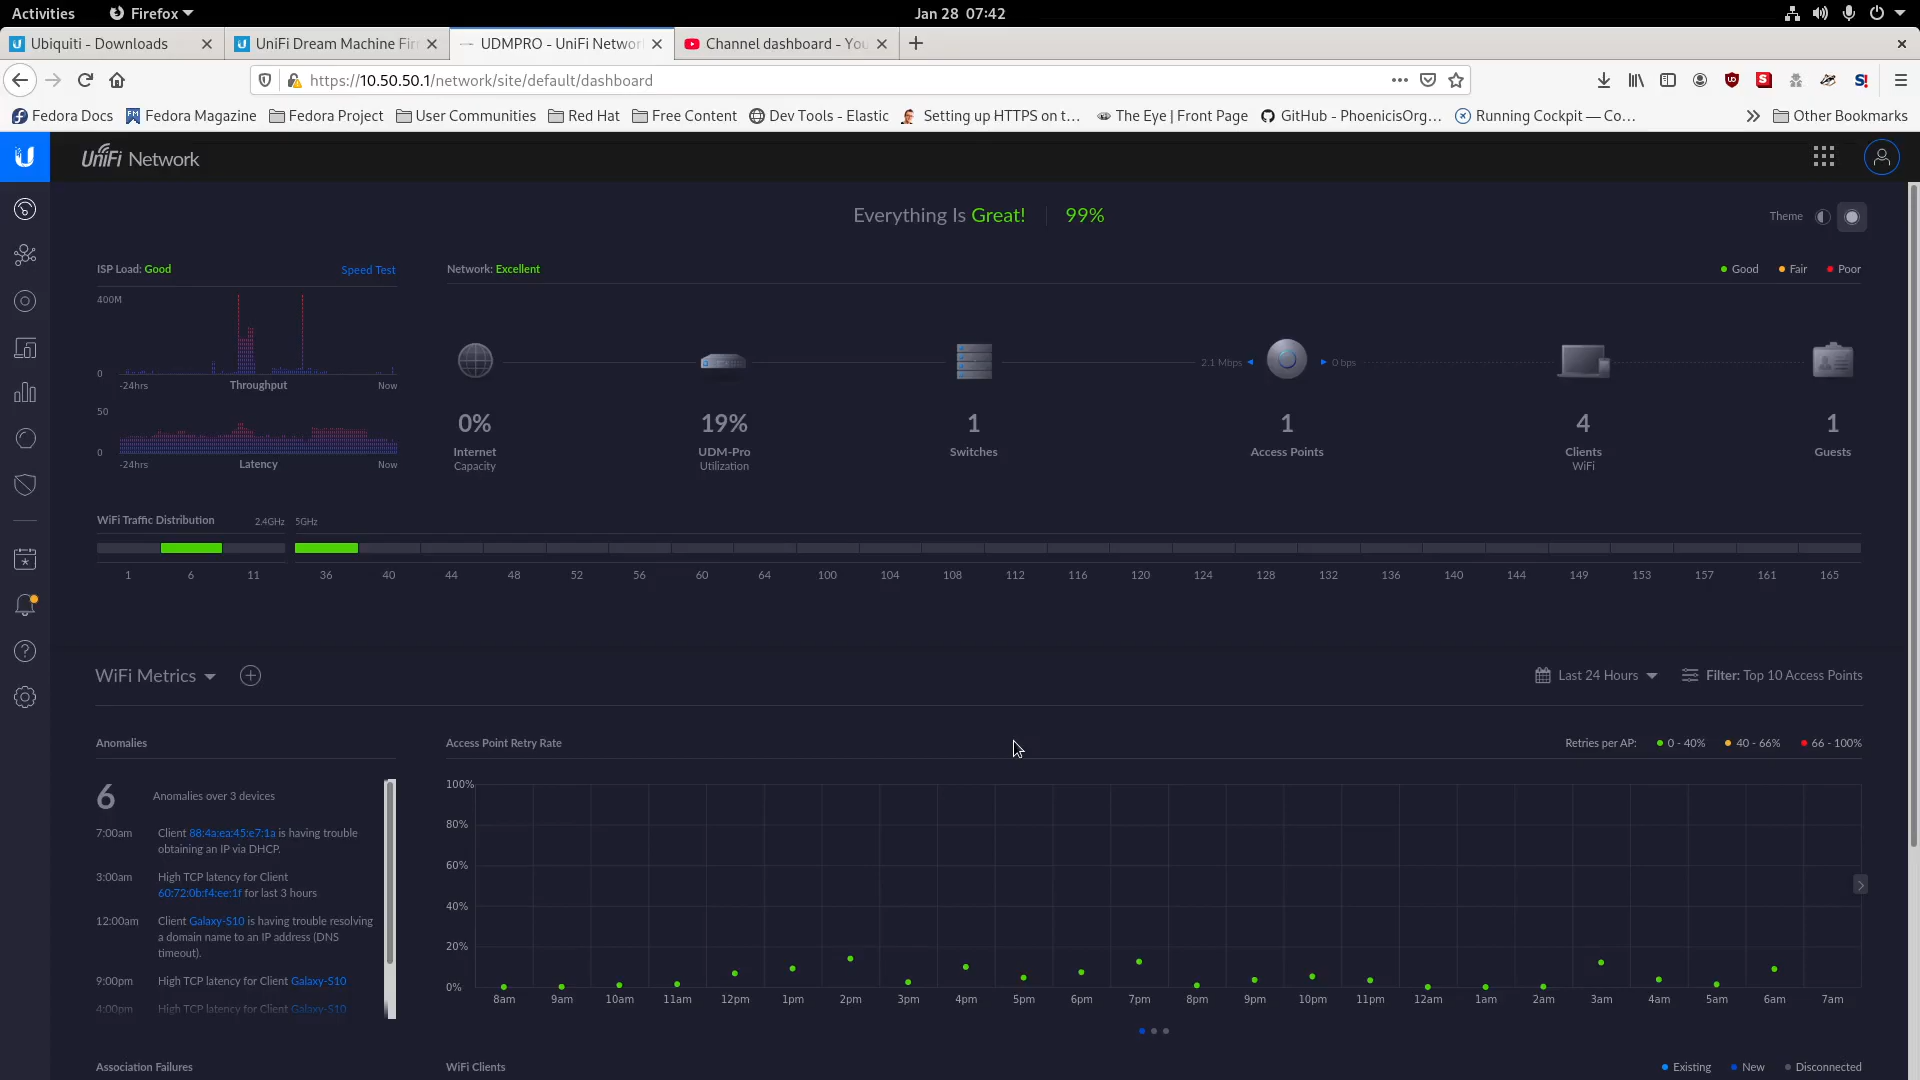 Activities
Firefox
Jan 28 07:42
Ubiquiti - Downloads
UniFi Dream Machine Fir
UDMPRO - UniFi Networ
Channel dashboard - You
https://10.50.50.1/network/site/default/dashboard
Fedora Docs
Fedora Magazine
Fedora Project
User Communities
Red Hat
Free Content
Dev Tools - Elastic
Setting up HTTPS on t...
The Eye | Front Page
GitHub - PhoenicisOrg...
Running Cockpit — Co...
Other Bookmarks
UniFi Network
Everything Is Great! 99%
Theme
ISP Load: Good
Speed Test
400M
0
-24hrs
Throughput
Now
50
0
-24hrs
Latency
Now
Network: Excellent
Good
Fair
Poor
2.1 Mbps
0 bps
0%
Internet
Capacity
19%
UDM-Pro
Utilization
1
Switches
1
Access Points
4
Clients
WiFi
1
Guests
WiFi Traffic Distribution
2.4GHz
5GHz
1 6 11 36 40 44 48 52 56 60 64 100 104 108 112 116 120 124 128 132 136 140 144 149 153 157 161 165
WiFi Metrics
Last 24 Hours
Filter: Top 10 Access Points
Anomalies
6
Anomalies over 3 devices
7:00am
Client 88:4a:ea:45:e7:1a is having trouble
obtaining an IP via DHCP.
3:00am
High TCP latency for Client
60:72:0b:f4:ee:1f for last 3 hours
12:00am
Client Galaxy-S10 is having trouble resolving
a domain name to an IP address (DNS
timeout).
9:00pm
High TCP latency for Client Galaxy-S10
4:00pm
High TCP latency for Client Galaxy-S10
Access Point Retry Rate
Retries per AP:
0 - 40%
40 - 66%
66 - 100%
100%
80%
60%
40%
20%
0%
8am 9am 10am 11am 12pm 1pm 2pm 3pm 4pm 5pm 6pm 7pm 8pm 9pm 10pm 11pm 12am 1am 2am 3am 4am 5am 6am 7am
Association Failures
WiFi Clients
Existing
New
Disconnected